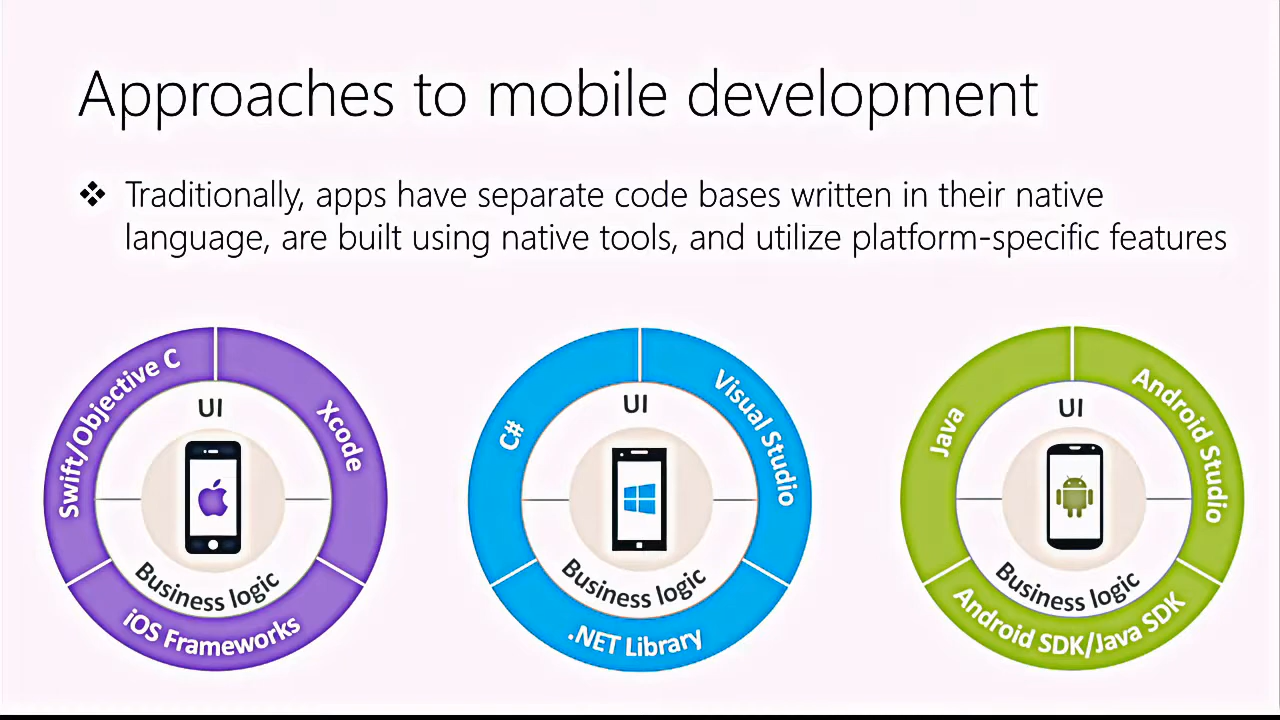 Approaches to mobile development
❖ Traditionally, apps have separate code bases written in their native
language, are built using native tools, and utilize platform-specific features
Swift/Objective C
Xcode
UI
Business logic
iOS Frameworks
C#
Visual Studio
UI
Business logic
.NET Library
Java
Android Studio
UI
Business logic
Android SDK/Java SDK